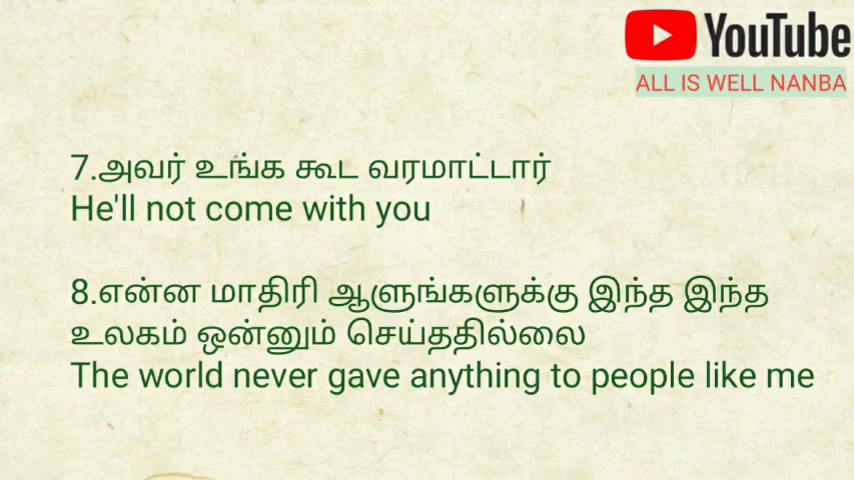 YouTube
ALL IS WELL NANBA
7.அவர் உங்க கூட வரமாட்டார்
He'll not come with you
8.என்ன மாதிரி ஆளுங்களுக்கு இந்த இந்த
உலகம் ஒன்னும் செய்ததில்லை
The world never gave anything to people like me